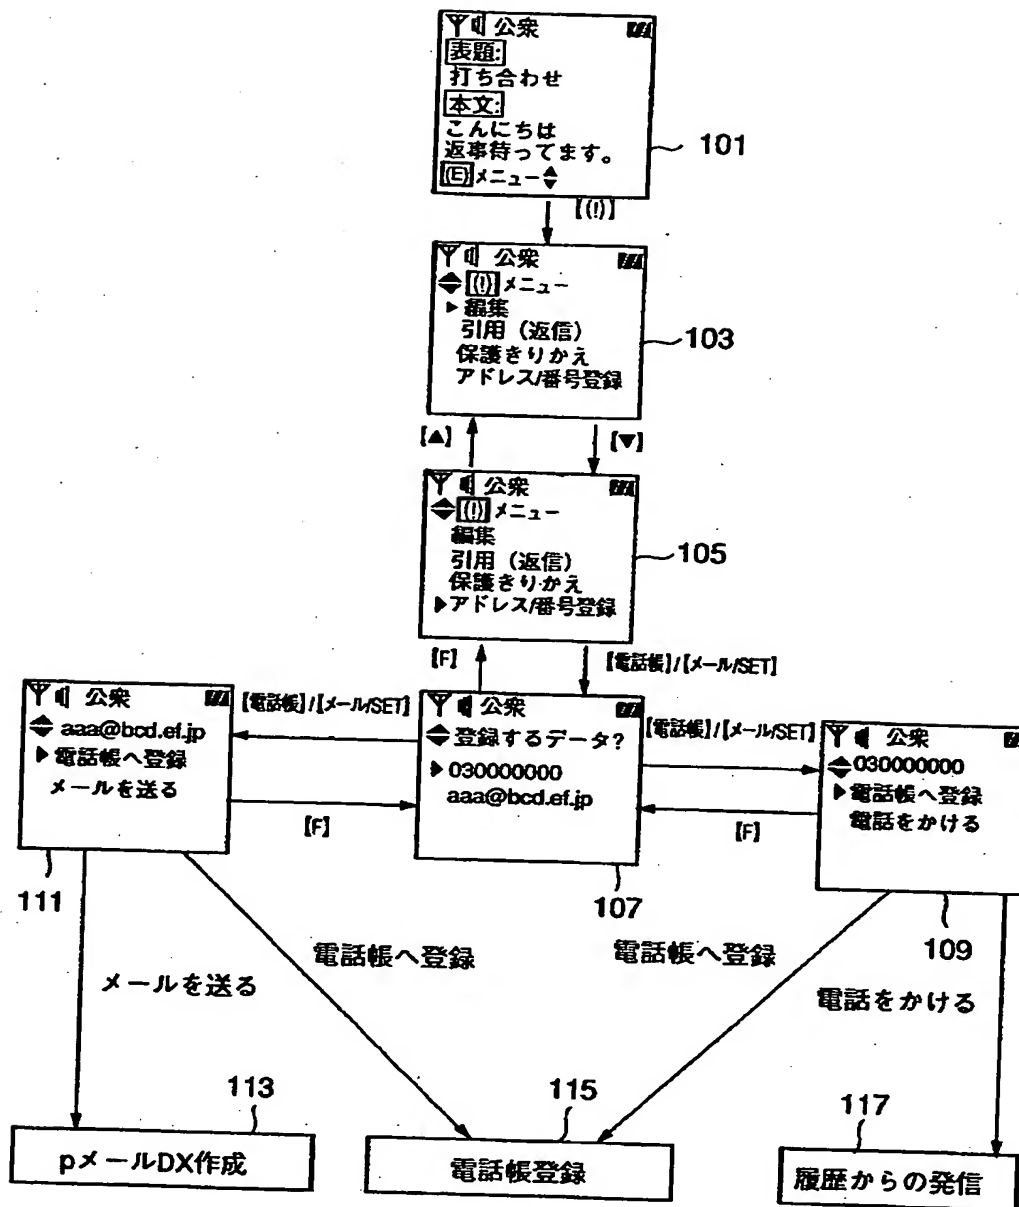 公衆
表題:
打ち合わせ
本文:
こんにちは
返事待ってます。
(E)メニュー
101
【(!)】
公衆
(!)メニュー
編集
引用（返信）
保護きりかえ
アドレス/番号登録
103
【▲】
【▼】
公衆
(!)メニュー
編集
引用（返信）
保護きりかえ
アドレス/番号登録
105
【F】
【電話帳】/【メール/SET】
公衆
aaa@bcd.ef.jp
電話帳へ登録
メールを送る
111
【電話帳】/【メール/SET】
【F】
公衆
登録するデータ?
030000000
aaa@bcd.ef.jp
107
【電話帳】/【メール/SET】
【F】
公衆
030000000
電話帳へ登録
電話をかける
109
メールを送る
電話帳へ登録
電話帳へ登録
電話をかける
113
pメールDX作成
115
電話帳登録
117
履歴からの発信